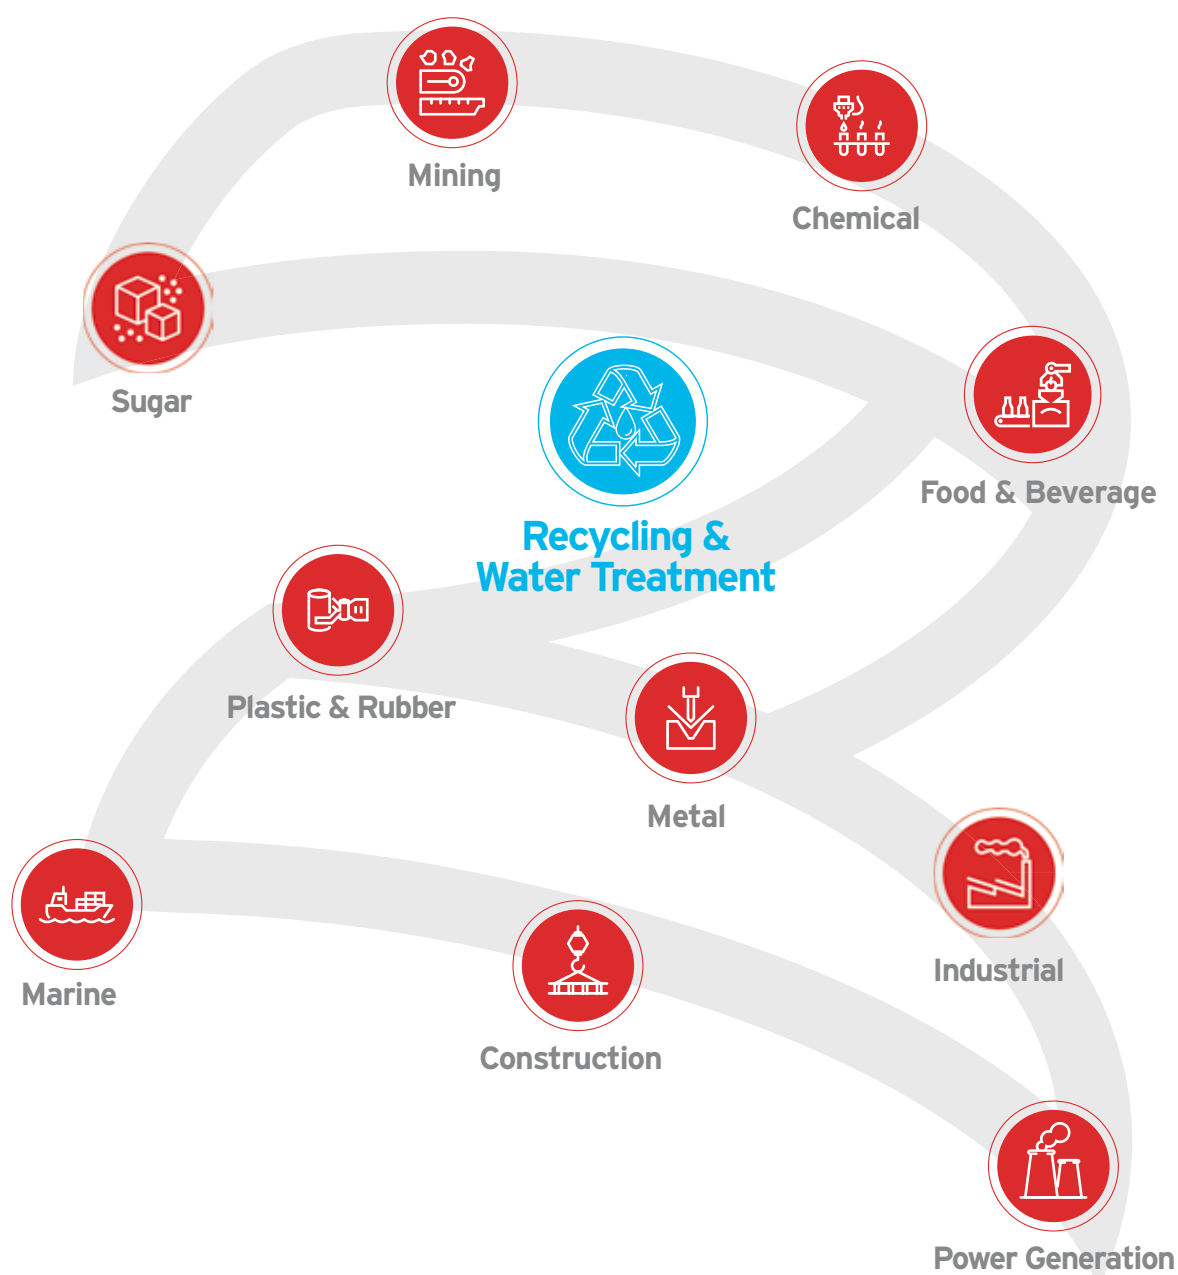 Mining
Chemical
Sugar
Food & Beverage
Recycling &
Water Treatment
Plastic & Rubber
Metal
Industrial
Marine
Construction
Power Generation